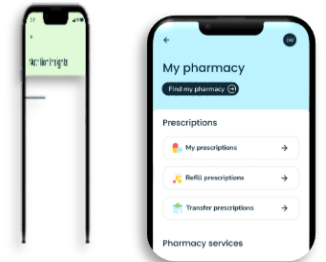 My pharmacy
Find my pharmacy
Prescriptions
My prescriptions
Refill prescriptions
Transfer prescriptions
Pharmacy services